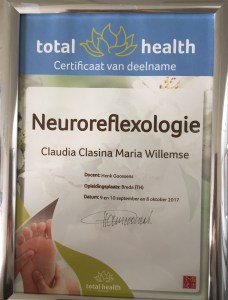 total health
Certificaat van deelname
Neuroreflexologie
Claudia Clasina Maria Willemse
Docent: Henk Goossens
Opleidingsplaats: Breda (TH)
Datum: 9 en 10 september en 8 oktober 2017
total health